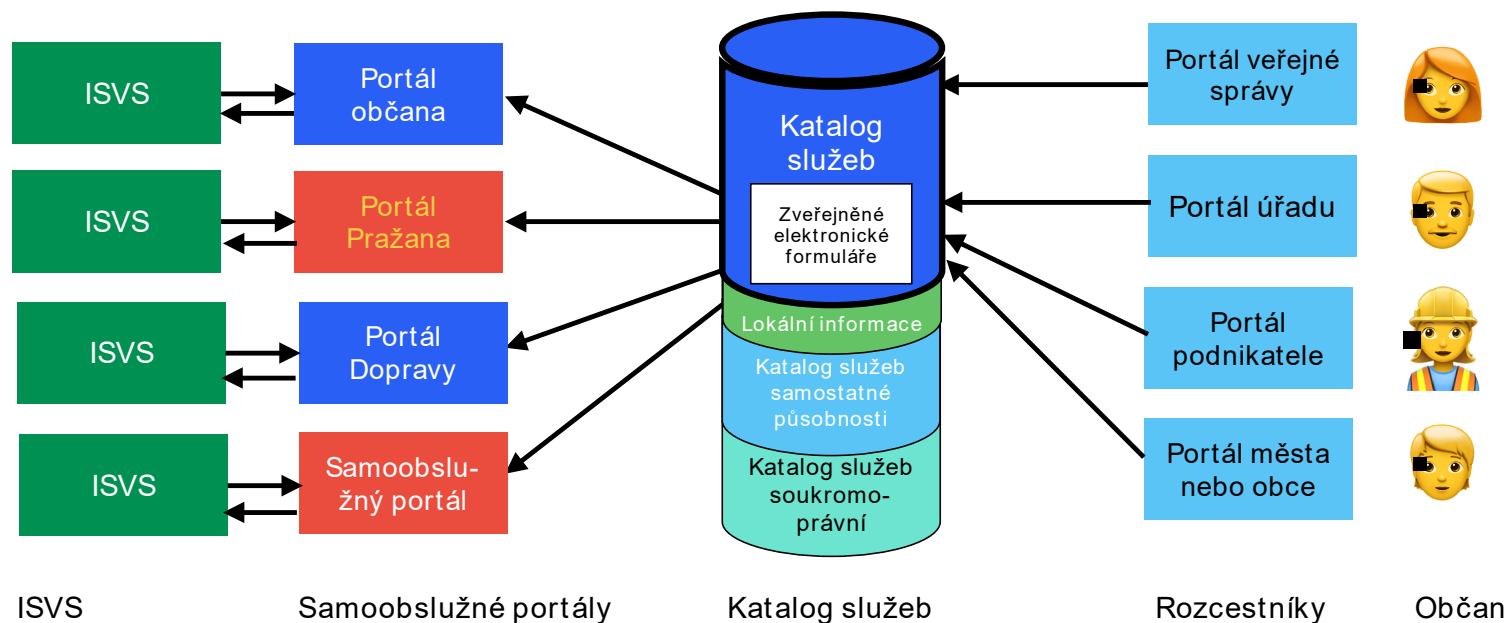 ISVS
Portál
občana
Katalog
služeb
Portál veřejné
správy
ISVS
Portál
Pražana
Zveřejněné
elektronické
formuláře
Portál úřadu
ISVS
Portál
Dopravy
Lokální informace
Portál
podnikatele
Katalog služeb
samostatné
působnosti
ISVS
Samoobslu-
žný portál
Katalog služeb
soukromo-
právní
Portál města
nebo obce
ISVS
Samoobslužné portály
Katalog služeb
Rozcestníky
Občan